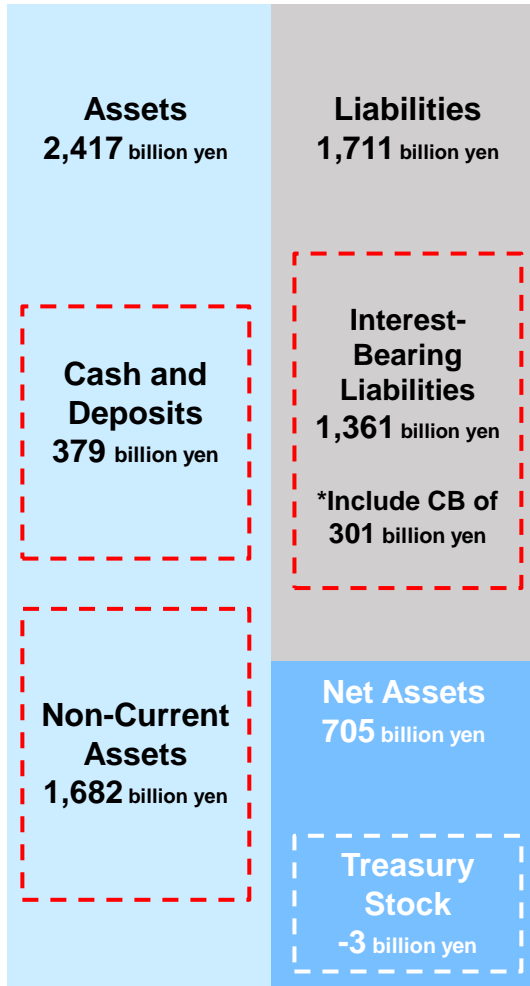 Assets
2,417 billion yen
Cash and
Deposits
379 billion yen
Non-Current
Assets
1,682 billion yen
Liabilities
1,711 billion yen
Interest-
Bearing
Liabilities
1,361 billion yen
*Include CB of
301 billion yen
Net Assets
705 billion yen
Treasury
Stock
-3 billion yen